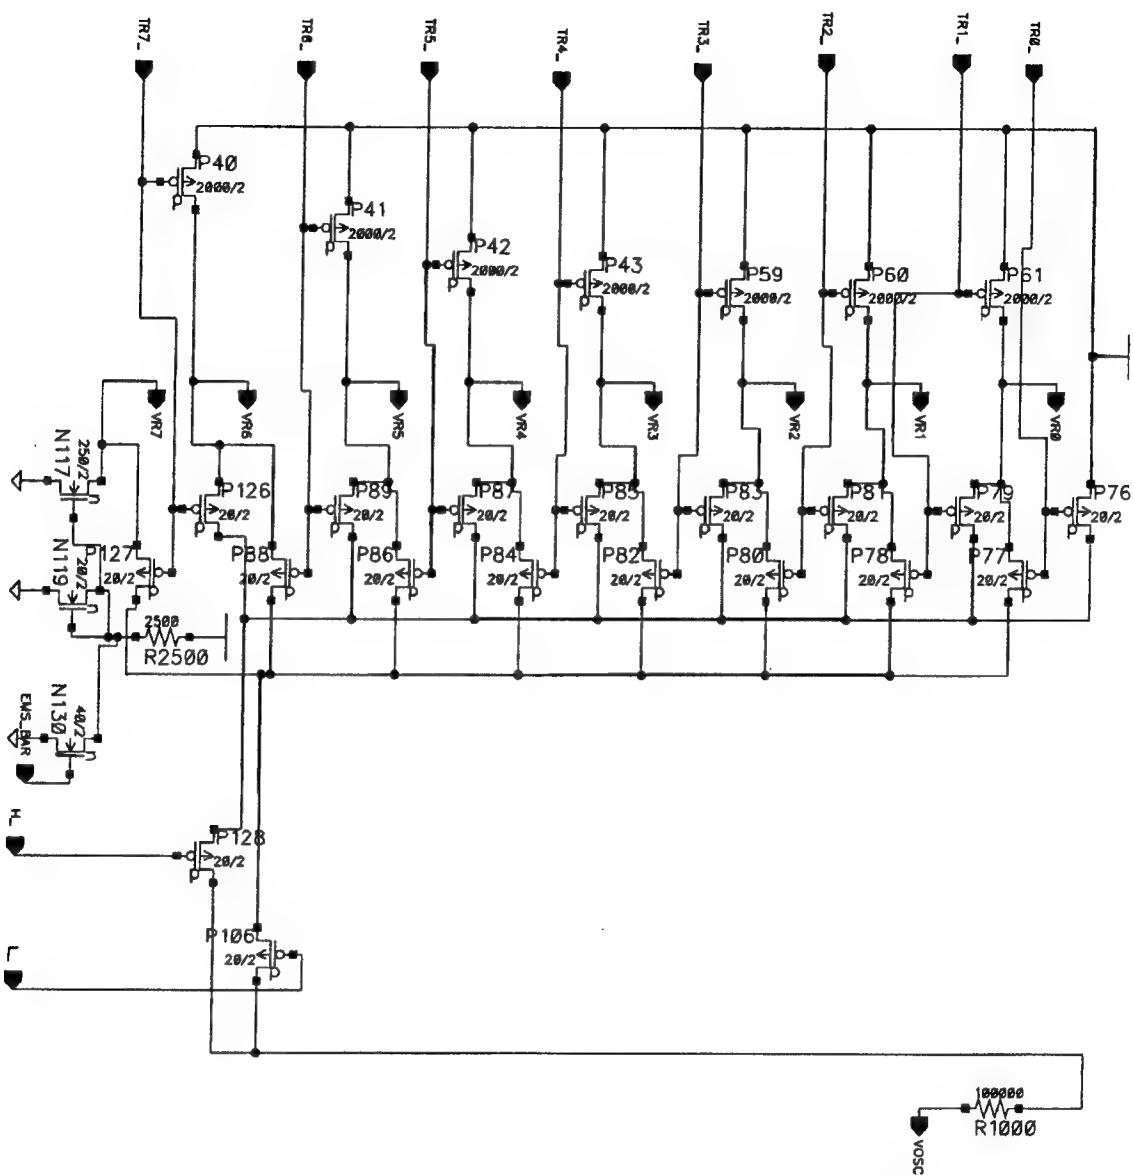 TR7_
TR6_
TR5_
TR4_
TR3_
TR2_
TR1_
TR0_
P40
2000/2
P41
2000/2
P42
2000/2
P43
2000/2
P59
2000/2
P60
2000/2
P61
2000/2
VR7
VR6
VR5
VR4
VR3
VR2
VR1
VR0
N117
250/2
P126
20/2
P89
20/2
P87
20/2
P85
20/2
P83
20/2
P81
20/2
P79
20/2
P76
20/2
N119
20/2
P127
20/2
P88
20/2
P86
20/2
P84
20/2
P82
20/2
P80
20/2
P78
20/2
P77
20/2
2500
R2500
N130
40/2
EWS_BAR
H_
P128
20/2
L_
P106
20/2
100000
R1000
VOSC